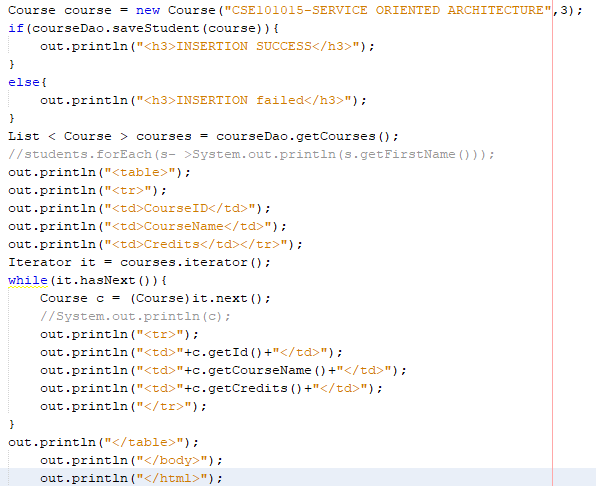 Course course = new Course("CSE101015-SERVICE ORIENTED ARCHITECTURE",3);
if(courseDao.saveStudent(course)){
    out.println("<h3>INSERTION SUCCESS</h3>");
}
else{
    out.println("<h3>INSERTION failed</h3>");
}
List < Course > courses = courseDao.getCourses();
//students.forEach(s- >System.out.println(s.getFirstName()));
out.println("<table>");
out.println("<tr>");
out.println("<td>CourseID</td>");
out.println("<td>CourseName</td>");
out.println("<td>Credits</td></tr>");
Iterator it = courses.iterator();
while(it.hasNext()){
    Course c = (Course)it.next();
    //System.out.println(c);
    out.println("<tr>");
    out.println("<td>"+c.getId()+"</td>");
    out.println("<td>"+c.getCourseName()+"</td>");
    out.println("<td>"+c.getCredits()+"</td>");
    out.println("</tr>");
}
out.println("</table>");
    out.println("</body>");
    out.println("</html>");